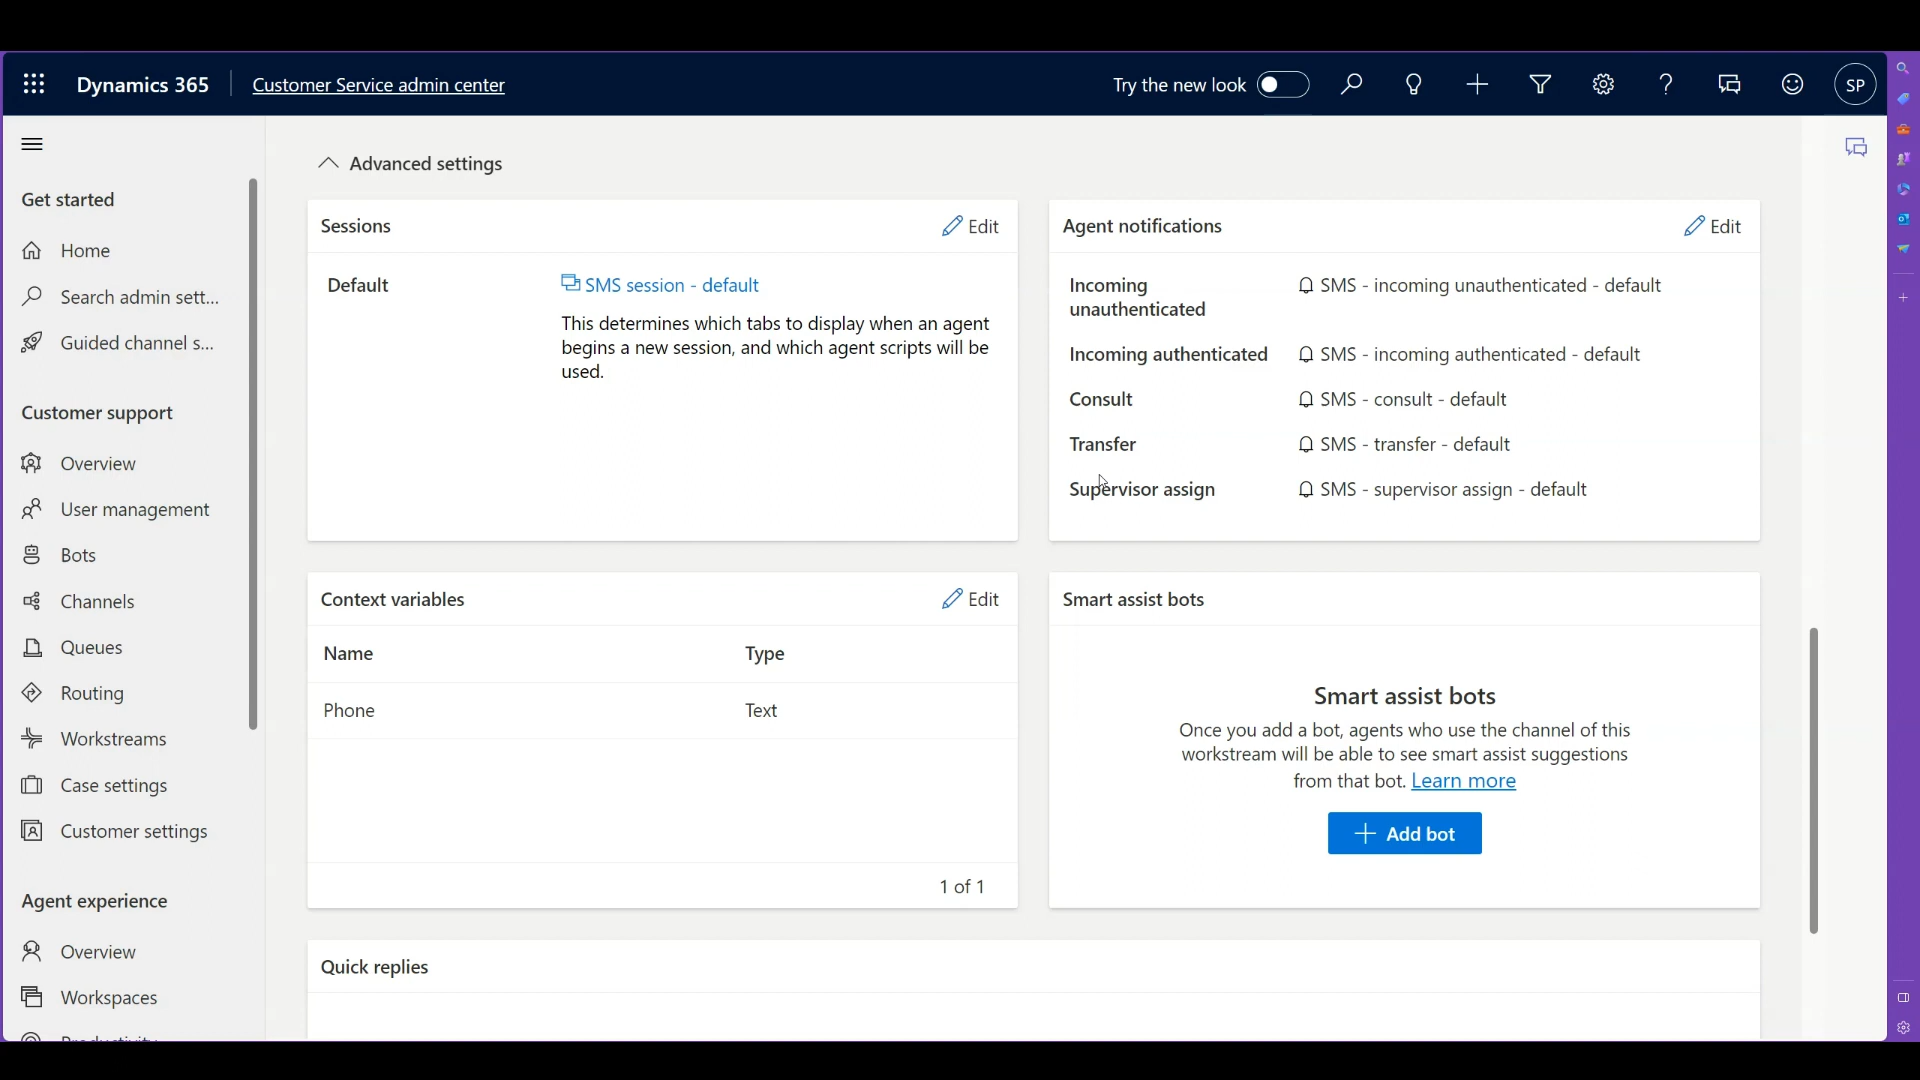 Dynamics 365
Customer Service admin center
Try the new look
SP
Get started
Home
Search admin sett...
Guided channel s...
Customer support
Overview
User management
Bots
Channels
Queues
Routing
Workstreams
Case settings
Customer settings
Agent experience
Overview
Workspaces
Advanced settings
Sessions
Edit
Default
SMS session - default
This determines which tabs to display when an agent
begins a new session, and which agent scripts will be
used.
Agent notifications
Edit
Incoming
unauthenticated
SMS - incoming unauthenticated - default
Incoming authenticated
SMS - incoming authenticated - default
Consult
SMS - consult - default
Transfer
SMS - transfer - default
Supervisor assign
SMS - supervisor assign - default
Context variables
Edit
Name Type
Phone Text
1 of 1
Smart assist bots
Smart assist bots
Once you add a bot, agents who use the channel of this
workstream will be able to see smart assist suggestions
from that bot. Learn more
Add bot
Quick replies